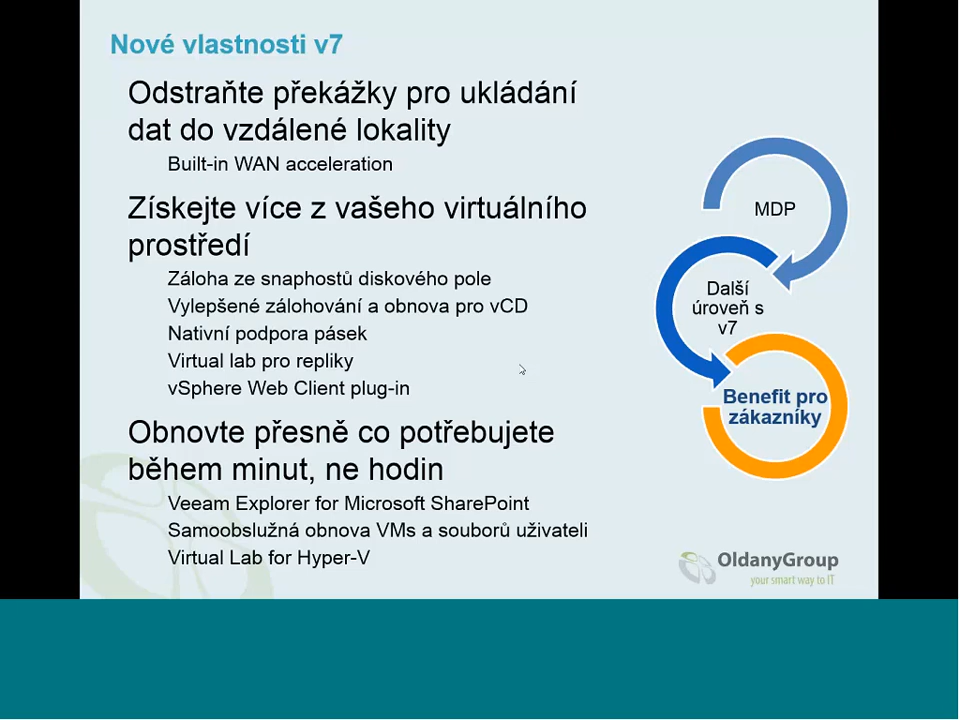 Nové vlastnosti v7
Odstraňte překážky pro ukládání
dat do vzdálené lokality
Built-in WAN acceleration
Získejte více z vašeho virtuálního
prostředí
Záloha ze snaphostů diskového pole
Vylepšené zálohování a obnova pro vCD
Nativní podpora pásek
Virtual lab pro repliky
vSphere Web Client plug-in
Obnovte přesně co potřebujete
během minut, ne hodin
Veeam Explorer for Microsoft SharePoint
Samoobslužná obnova VMs a souborů uživateli
Virtual Lab for Hyper-V
MDP
Další
úroveň s
v7
Benefit pro
zákazníky
OldanyGroup
your smart way to IT